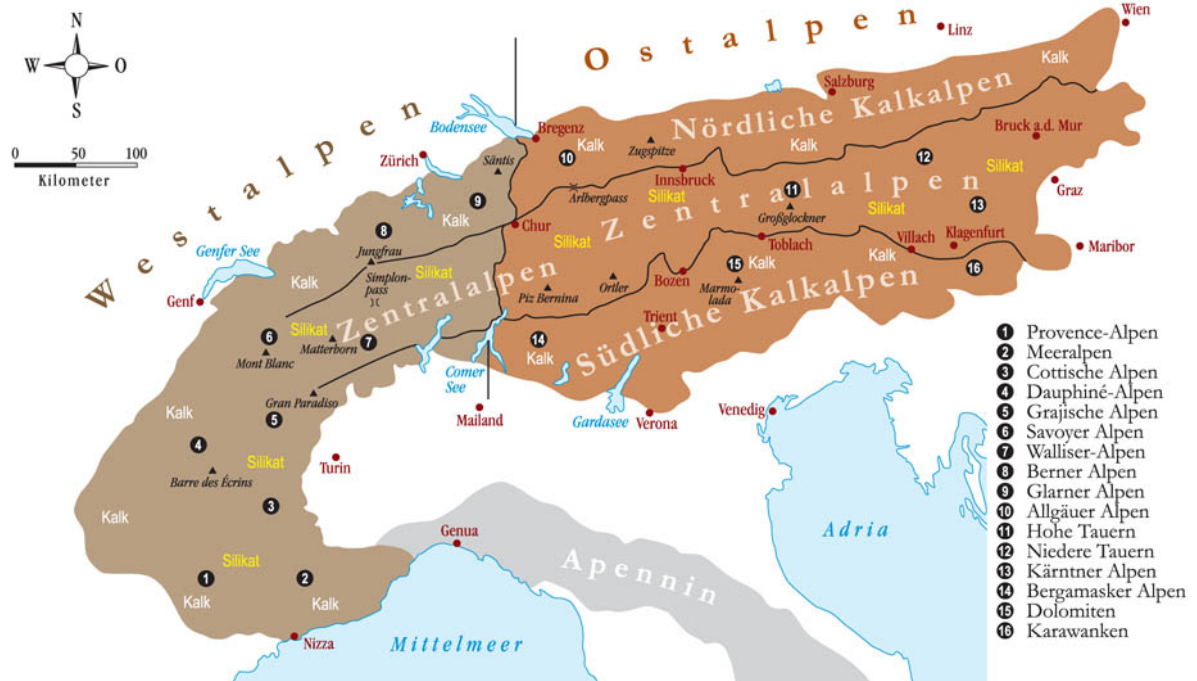 N
W
O
S
0
50
100
Kilometer
Westalpen
Ostalpen
Wien
Linz
Salzburg
Kalk
Nördliche Kalkalpen
Bodensee
Bregenz
Zürich
Säntis
10
Kalk
Zugspitze
Kalk
12
Bruck a.d. Mur
Silikat
Graz
Innsbruck
Arlbergpass
9
Kalk
Silikat
11
Großglockner
Silikat
13
Zentralalpen
Chur
8
Jungfrau
Silikat
Toblach
Villach
Klagenfurt
Maribor
Genfer See
Kalk
Simplon-
pass
Silikat
Zentralalpen
Piz Bernina
Ortler
Bozen
15
Kalk
Marmo-
lada
Kalk
16
Südliche Kalkalpen
Genf
6
Silikat
Matterborn
7
Mont Blanc
14
Kalk
Trient
Comer
See
Gran Paradiso
Mailand
Gardasee
Verona
Venedig
Kalk
5
4
Silikat
Turin
Barre des Écrins
3
Kalk
Genua
Apennin
Adria
Silikat
1
2
Kalk
Kalk
Nizza
Mittelmeer
1 Provence-Alpen
2 Meeralpen
3 Cottische Alpen
4 Dauphiné-Alpen
5 Grajische Alpen
6 Savoyer Alpen
7 Walliser-Alpen
8 Berner Alpen
9 Glarner Alpen
10 Allgäuer Alpen
11 Hohe Tauern
12 Niedere Tauern
13 Kärntner Alpen
14 Bergamasker Alpen
15 Dolomiten
16 Karawanken